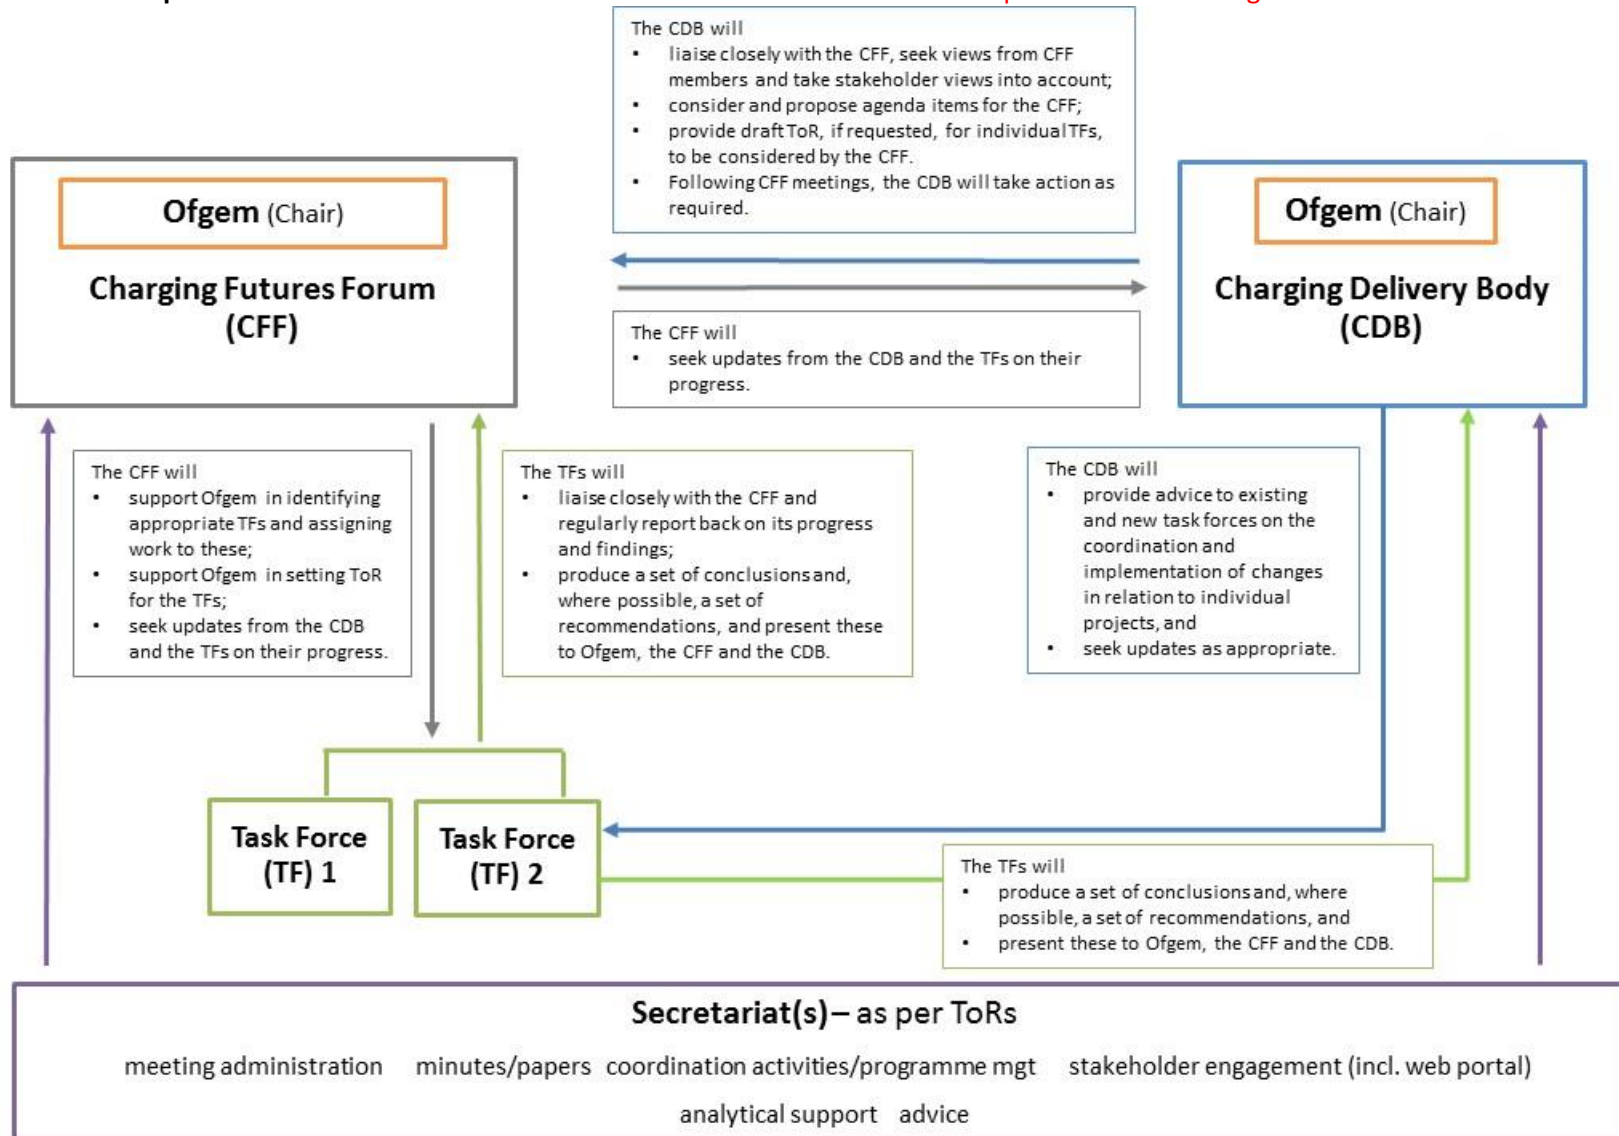 The CDB will
• liaise closely with the CFF, seek views from CFF
members and take stakeholder views into account;
• consider and propose agenda items for the CFF;
• provide draft ToR, if requested, for individual TFs,
to be considered by the CFF.
• Following CFF meetings, the CDB will take action as
required.
Ofgem (Chair)
Charging Futures Forum
(CFF)
Ofgem (Chair)
Charging Delivery Body
(CDB)
The CFF will
• seek updates from the CDB and the TFs on their
progress.
The CFF will
• support Ofgem in identifying
appropriate TFs and assigning
work to these;
• support Ofgem in setting ToR
for the TFs;
• seek updates from the CDB
and the TFs on their progress.
The TFs will
• liaise closely with the CFF and
regularly report back on its progress
and findings;
• produce a set of conclusions and,
where possible, a set of
recommendations, and present these
to Ofgem, the CFF and the CDB.
The CDB will
• provide advice to existing
and new task forces on the
coordination and
implementation of changes
in relation to individual
projects, and
• seek updates as appropriate.
Task Force
(TF) 1
Task Force
(TF) 2
The TFs will
• produce a set of conclusions and, where
possible, a set of recommendations, and
• present these to Ofgem, the CFF and the CDB.
Secretariat(s) – as per ToRs
meeting administration minutes/papers coordination activities/programme mgt stakeholder engagement (incl. web portal)
analytical support advice